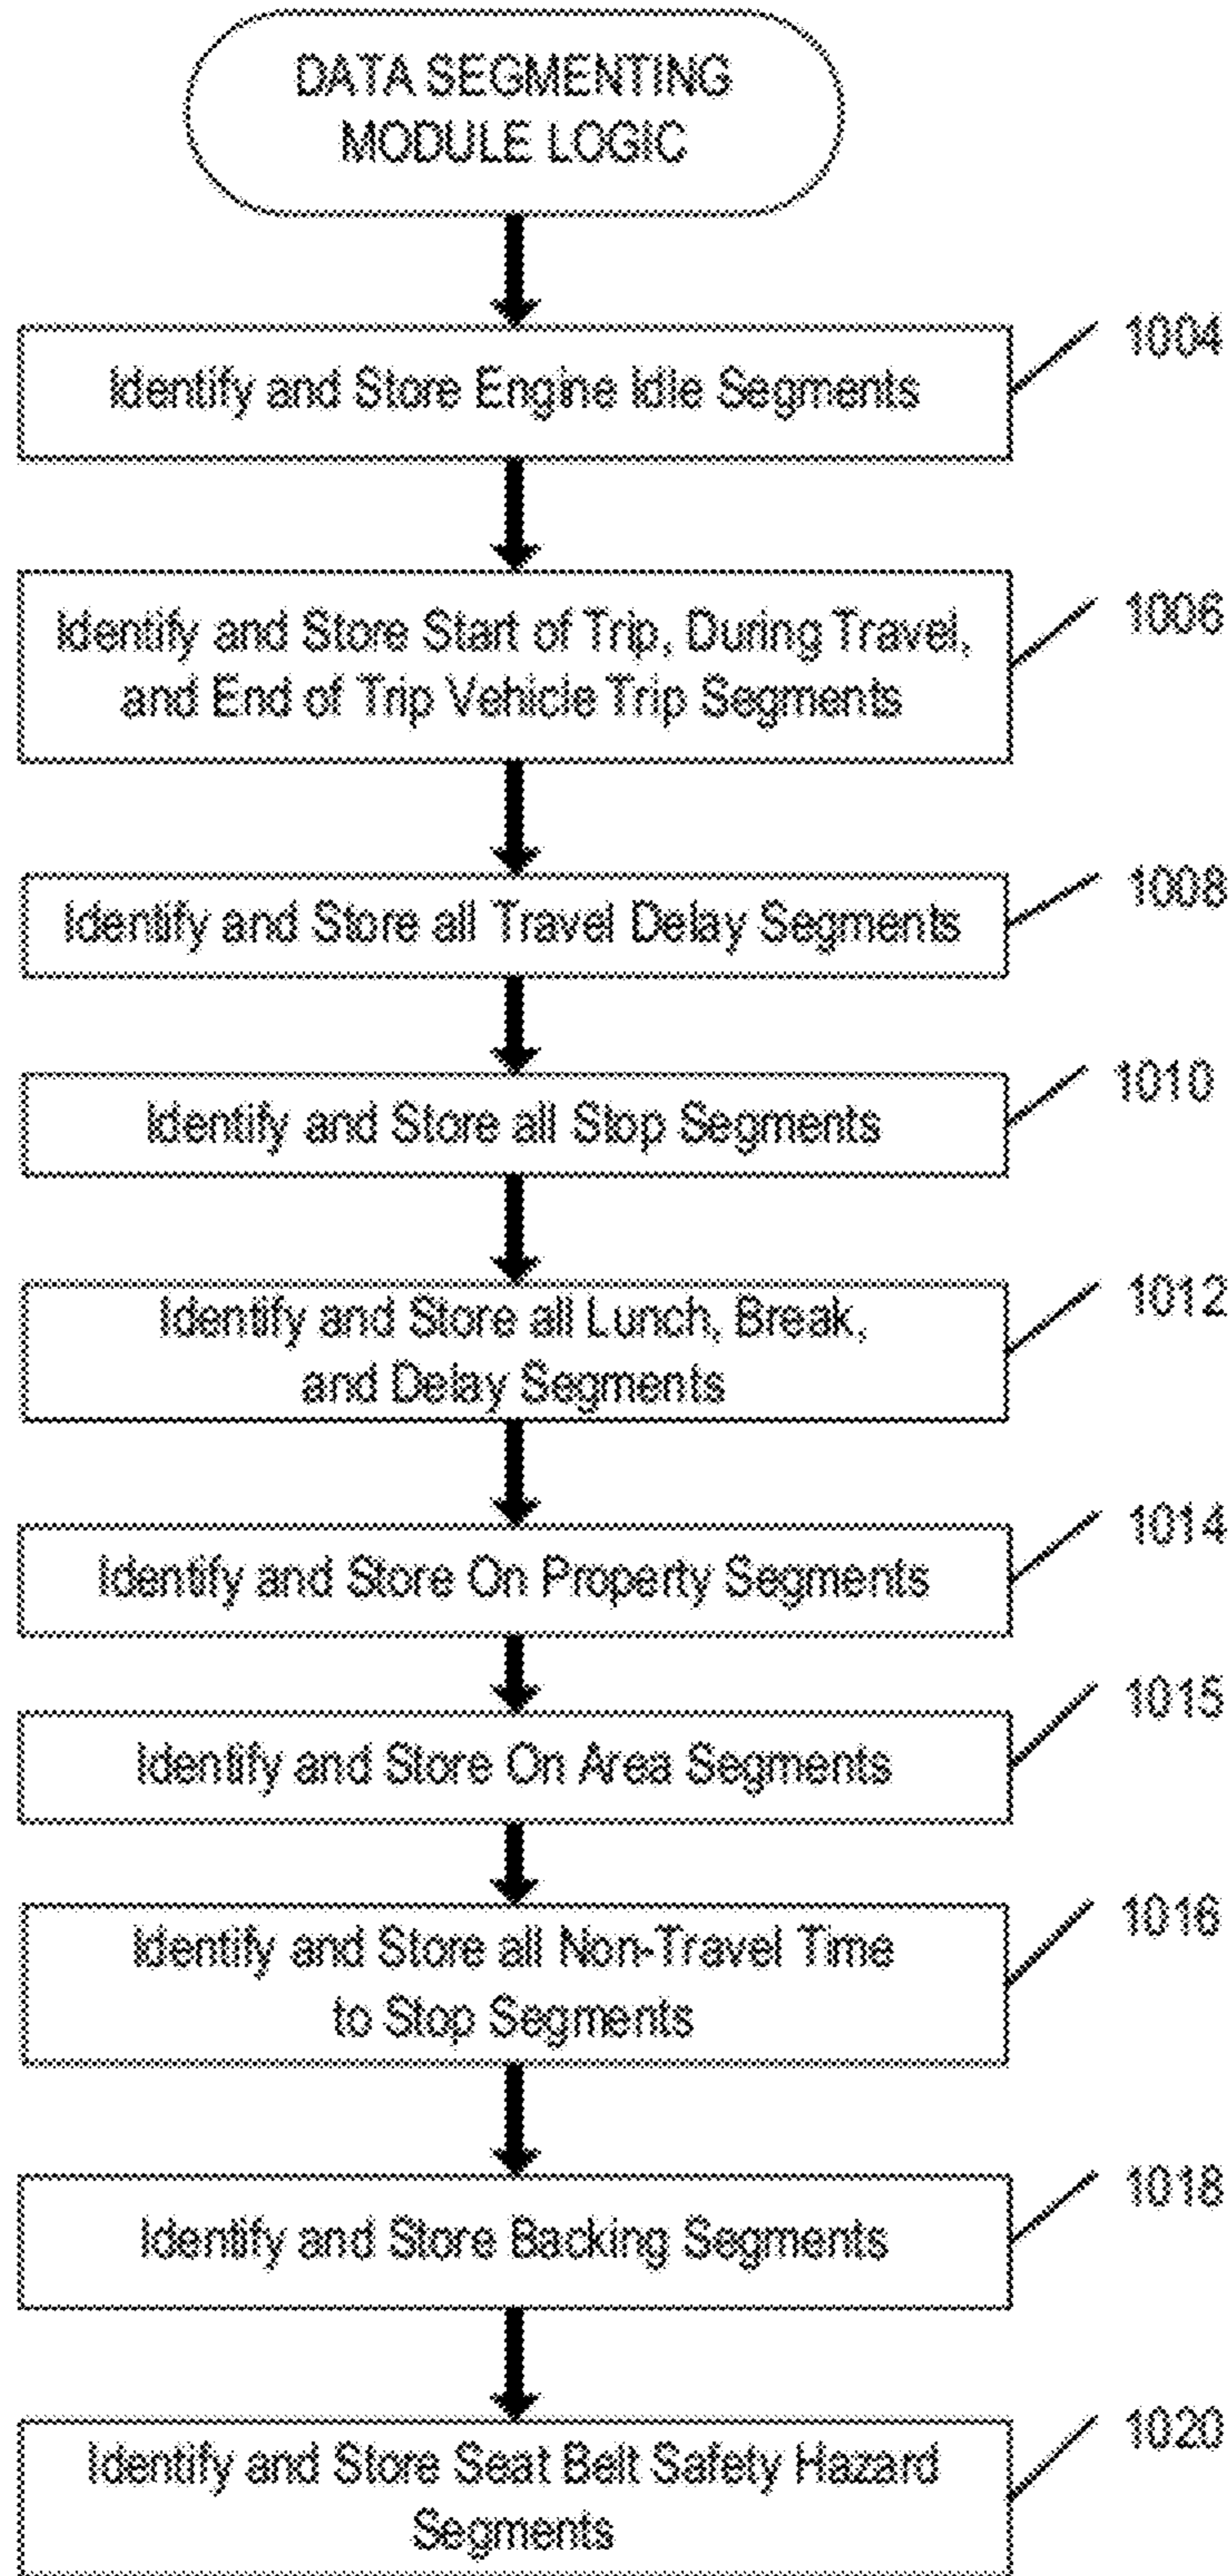 DATA SEGMENTING
MODULE LOGIC
1004
Identify and Store Engine Idle Segments
1006
Identify and Store Start of Trip, During Travel,
and End of Trip Vehicle Trip Segments
1008
Identify and Store all Travel Delay Segments
1010
Identify and Store all Stop Segments
1012
Identify and Store all Lunch, Break,
and Delay Segments
1014
Identify and Store On Property Segments
1015
Identify and Store On Area Segments
1016
Identify and Store all Non-Travel Time
to Stop Segments
1018
Identify and Store Backing Segments
1020
Identify and Store Seat Belt Safety Hazard
Segments